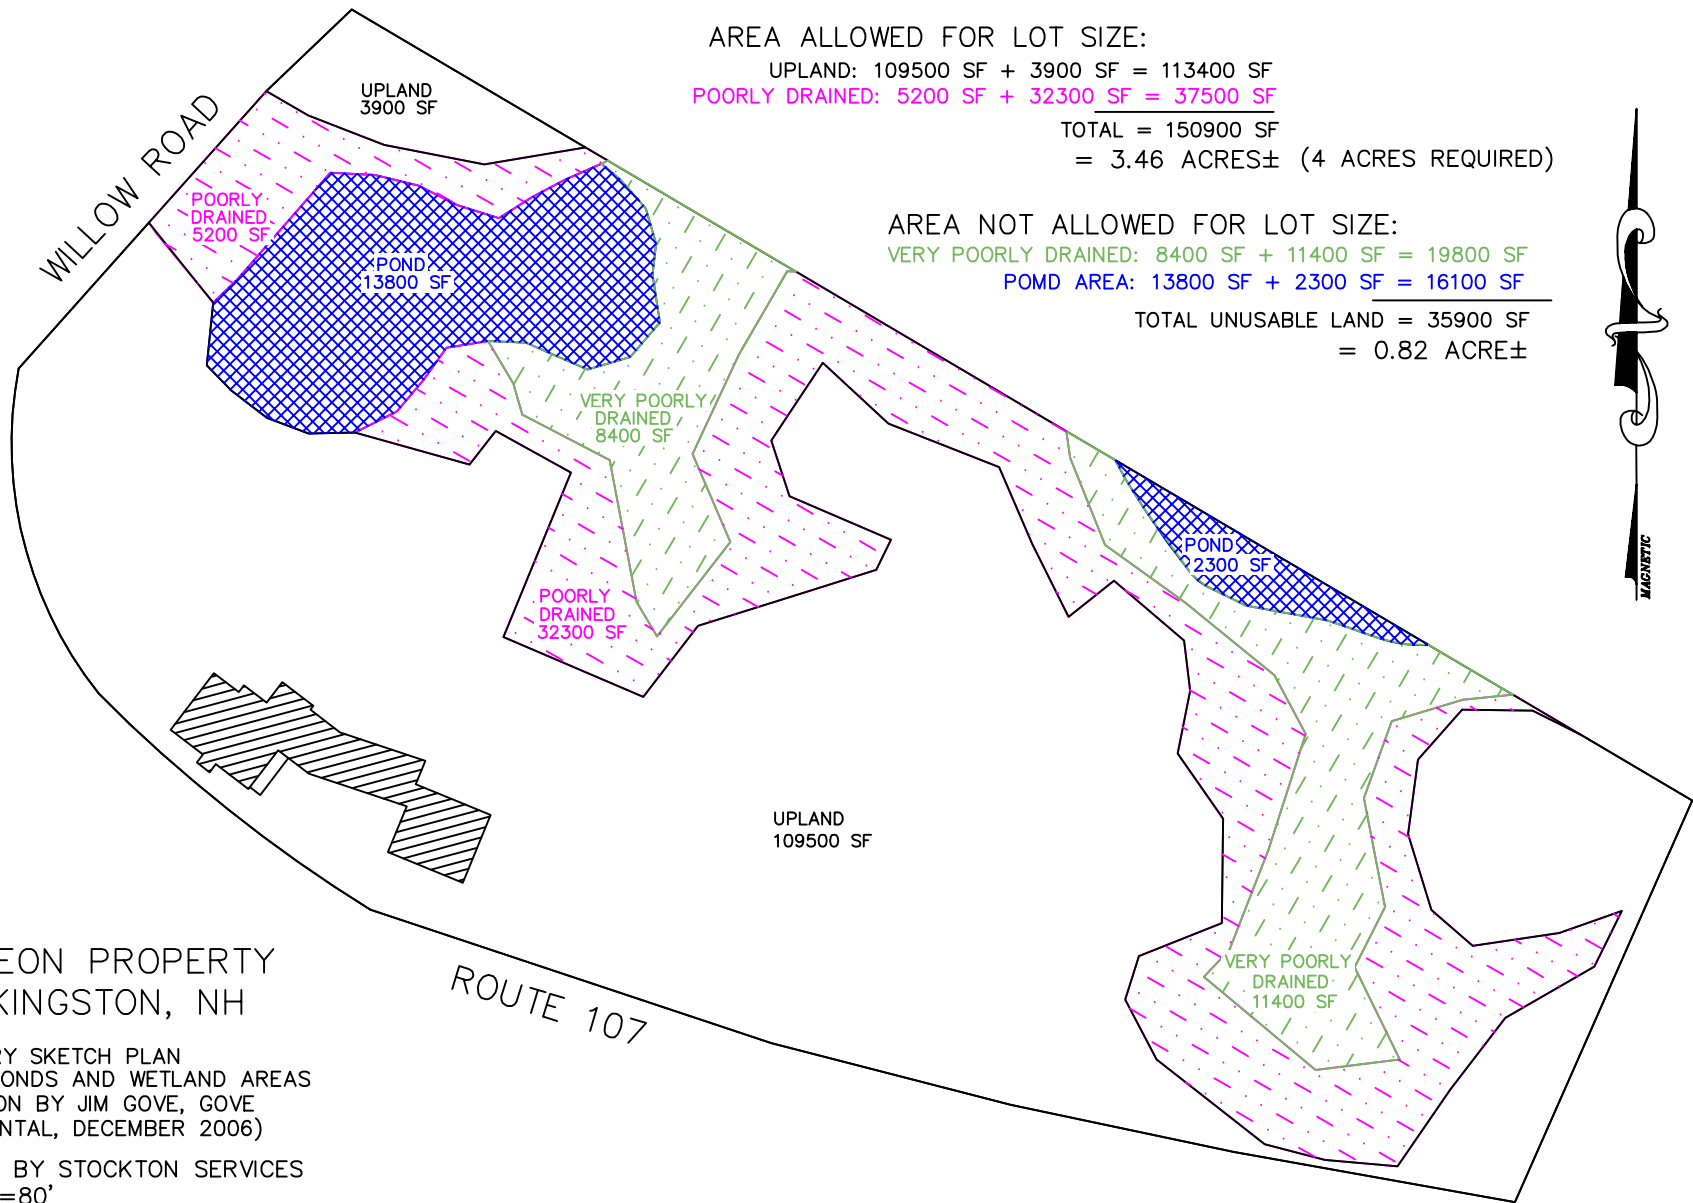 AREA ALLOWED FOR LOT SIZE:
UPLAND: 109500 SF + 3900 SF = 113400 SF
POORLY DRAINED: 5200 SF + 32300 SF = 37500 SF
TOTAL = 150900 SF
= 3.46 ACRES± (4 ACRES REQUIRED)
AREA NOT ALLOWED FOR LOT SIZE:
VERY POORLY DRAINED: 8400 SF + 11400 SF = 19800 SF
POMD AREA: 13800 SF + 2300 SF = 16100 SF
TOTAL UNUSABLE LAND = 35900 SF
= 0.82 ACRE±
UPLAND
3900 SF
WILLOW ROAD
POORLY
DRAINED
5200 SF
POND
13800 SF
VERY POORLY
DRAINED
8400 SF
POORLY
DRAINED
32300 SF
POND
2300 SF
MAGNETIC
UPLAND
109500 SF
VERY POORLY
DRAINED
11400 SF
ROUTE 107
EON PROPERTY
KINGSTON, NH
RY SKETCH PLAN
ONDS AND WETLAND AREAS
ON BY JIM GOVE, GOVE
NTAL, DECEMBER 2006)
BY STOCKTON SERVICES
=80'